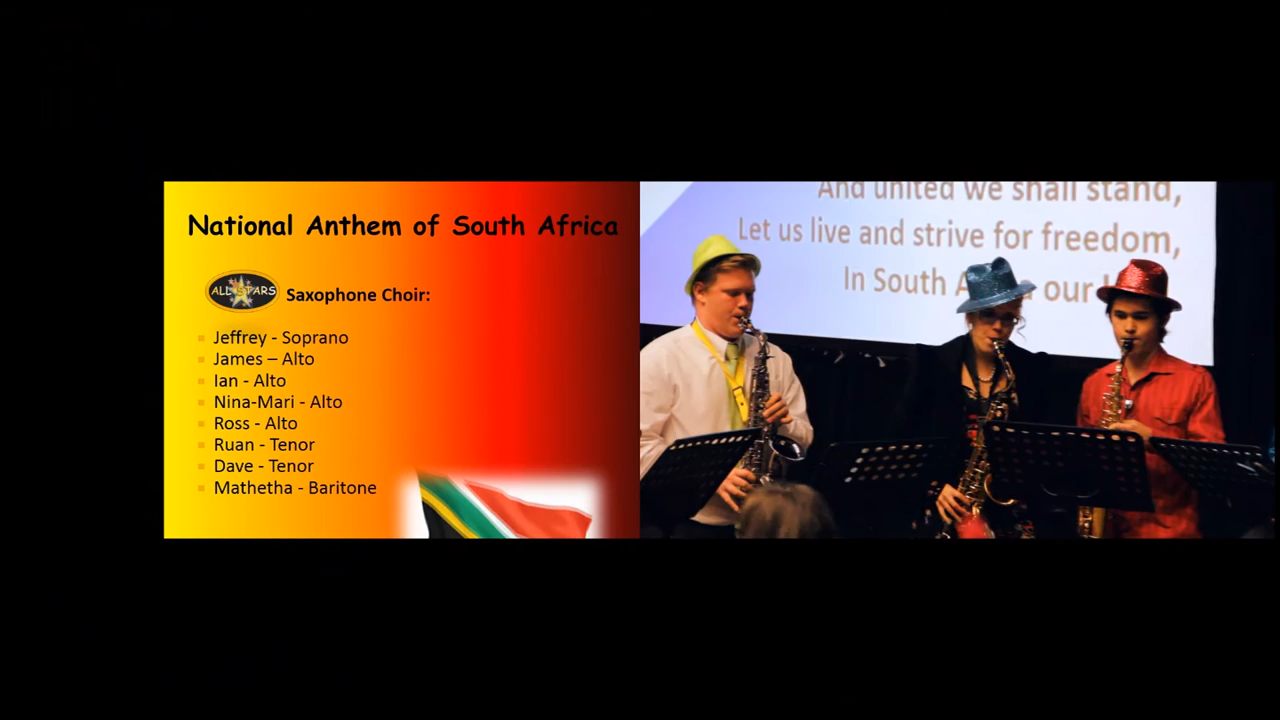 National Anthem of South Africa
ALL STARS
Saxophone Choir:
Jeffrey - Soprano
James – Alto
Ian - Alto
Nina-Mari - Alto
Ross - Alto
Ruan - Tenor
Dave - Tenor
Mathetha - Baritone
And united we shall stand,
Let us live and strive for freedom,
In South our